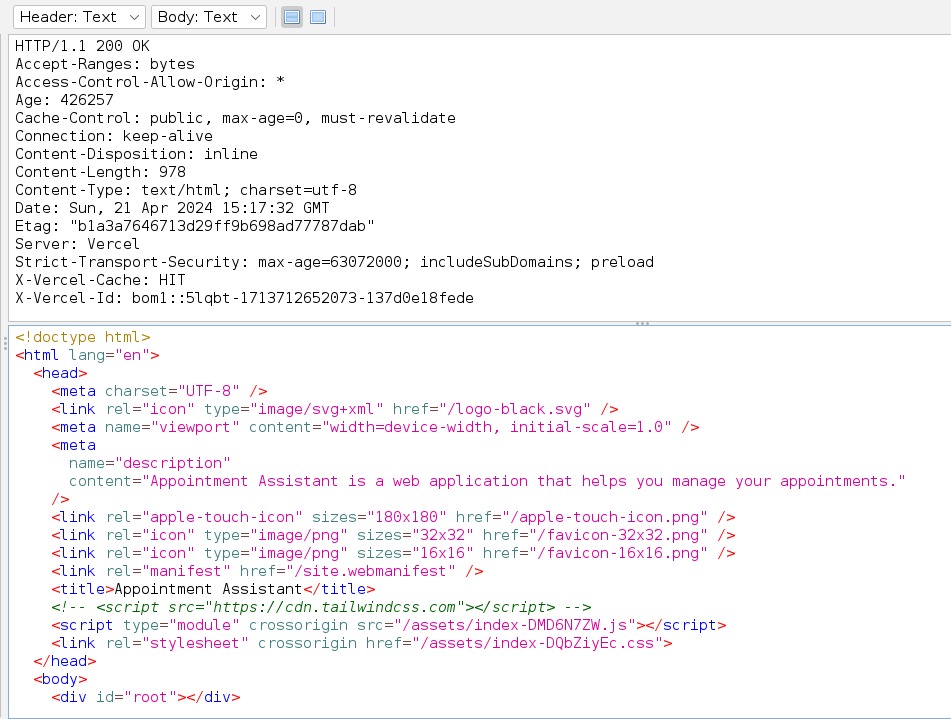 Header: Text Body: Text
HTTP/1.1 200 OK
Accept-Ranges: bytes
Access-Control-Allow-Origin: *
Age: 426257
Cache-Control: public, max-age=0, must-revalidate
Connection: keep-alive
Content-Disposition: inline
Content-Length: 978
Content-Type: text/html; charset=utf-8
Date: Sun, 21 Apr 2024 15:17:32 GMT
Etag: "b1a3a7646713d29ff9b698ad77787dab"
Server: Vercel
Strict-Transport-Security: max-age=63072000; includeSubDomains; preload
X-Vercel-Cache: HIT
X-Vercel-Id: bom1::5lqbt-1713712652073-137d0e18fede
<!doctype html>
<html lang="en">
  <head>
    <meta charset="UTF-8" />
    <link rel="icon" type="image/svg+xml" href="/logo-black.svg" />
    <meta name="viewport" content="width=device-width, initial-scale=1.0" />
    <meta
      name="description"
      content="Appointment Assistant is a web application that helps you manage your appointments."
    />
    <link rel="apple-touch-icon" sizes="180x180" href="/apple-touch-icon.png" />
    <link rel="icon" type="image/png" sizes="32x32" href="/favicon-32x32.png" />
    <link rel="icon" type="image/png" sizes="16x16" href="/favicon-16x16.png" />
    <link rel="manifest" href="/site.webmanifest" />
    <title>Appointment Assistant</title>
    <!-- <script src="https://cdn.tailwindcss.com"></script> -->
    <script type="module" crossorigin src="/assets/index-DMD6N7ZW.js"></script>
    <link rel="stylesheet" crossorigin href="/assets/index-DQbZiyEc.css">
  </head>
  <body>
    <div id="root"></div>